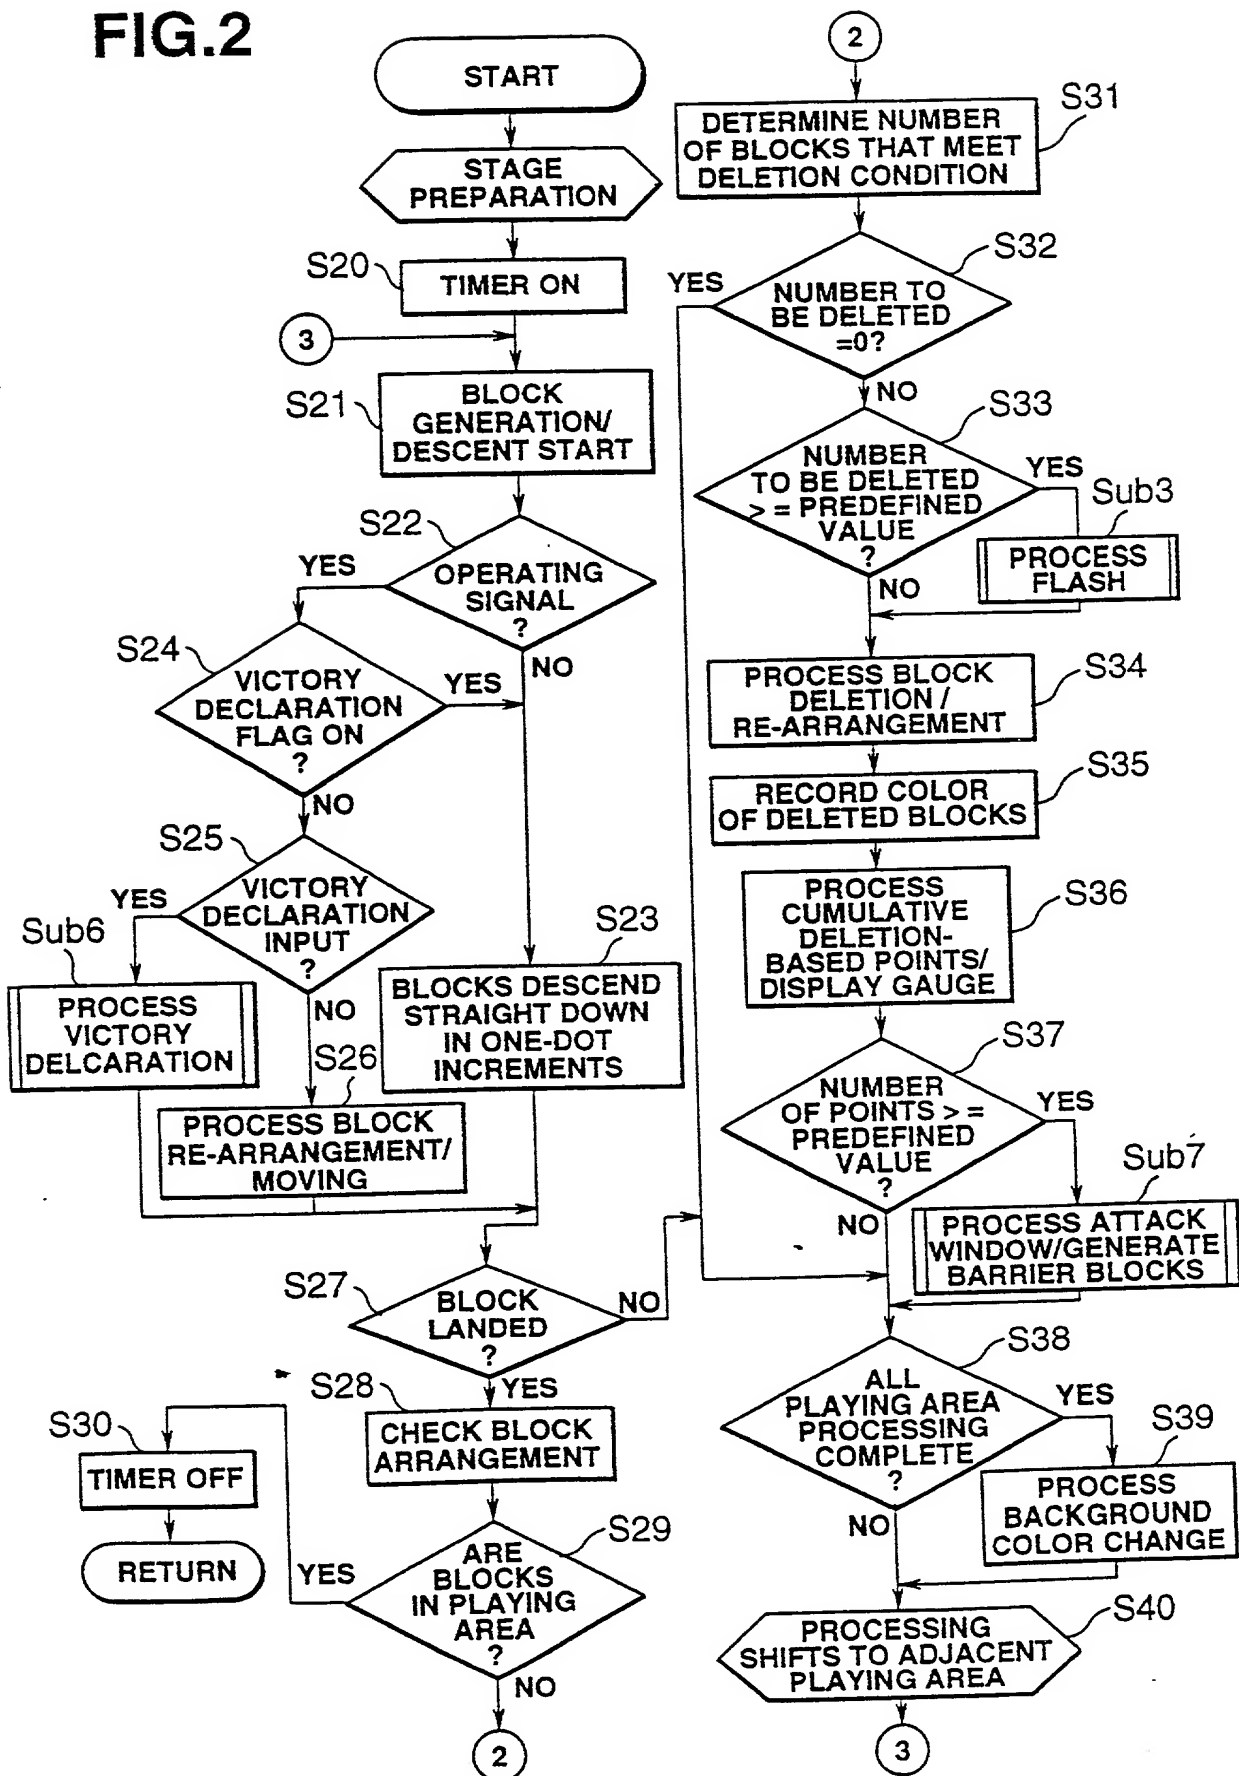 FIG.2
START
STAGE
PREPARATION
S20
TIMER ON
3
S21
BLOCK
GENERATION/
DESCENT START
S22
YES
OPERATING
SIGNAL
?
NO
S24
VICTORY
DECLARATION
FLAG ON
?
YES
NO
S25
YES
VICTORY
DECLARATION
INPUT
?
NO
Sub6
PROCESS
VICTORY
DELCARATION
S23
BLOCKS DESCEND
STRAIGHT DOWN
IN ONE-DOT
INCREMENTS
S26
PROCESS BLOCK
RE-ARRANGEMENT/
MOVING
S27
BLOCK
LANDED
?
NO
YES
S28
CHECK BLOCK
ARRANGEMENT
S30
TIMER OFF
RETURN
S29
YES
ARE
BLOCKS
IN PLAYING
AREA
?
NO
2
2
S31
DETERMINE NUMBER
OF BLOCKS THAT MEET
DELETION CONDITION
S32
YES
NUMBER TO
BE DELETED
=0?
NO
S33
NUMBER
TO BE DELETED
> = PREDEFINED
VALUE
?
YES
NO
Sub3
PROCESS
FLASH
S34
PROCESS BLOCK
DELETION /
RE-ARRANGEMENT
S35
RECORD COLOR
OF DELETED BLOCKS
S36
PROCESS
CUMULATIVE
DELETION-
BASED POINTS/
DISPLAY GAUGE
S37
NUMBER
OF POINTS > =
PREDEFINED
VALUE
?
YES
NO
Sub7
PROCESS ATTACK
WINDOW/GENERATE
BARRIER BLOCKS
S38
ALL
PLAYING AREA
PROCESSING
COMPLETE
?
YES
NO
S39
PROCESS
BACKGROUND
COLOR CHANGE
S40
PROCESSING
SHIFTS TO ADJACENT
PLAYING AREA
3